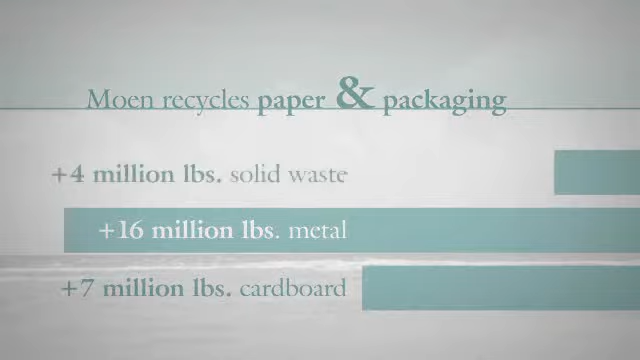 Moen recycles paper & packaging
+4 million lbs. solid waste
+16 million lbs. metal
+7 million lbs. cardboard